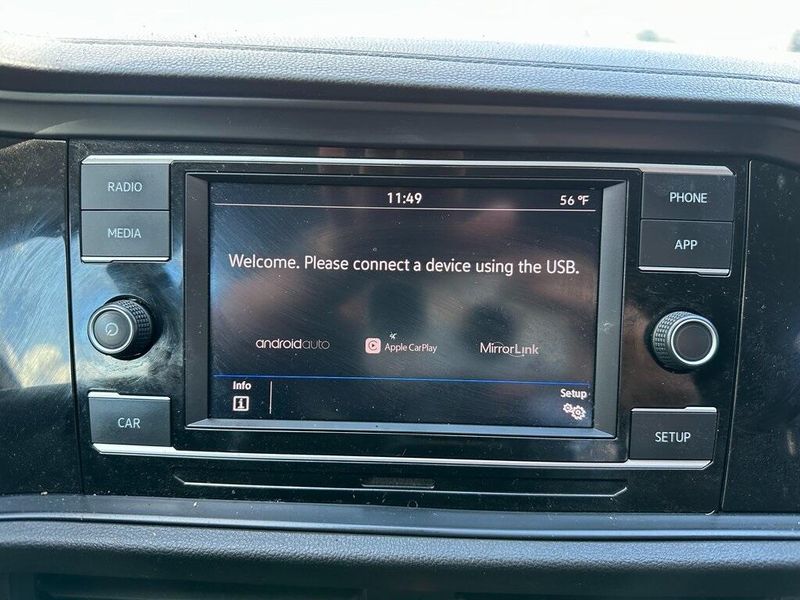 RADIO
MEDIA
11:49
56 °F
PHONE
APP
Welcome. Please connect a device using the USB.
androidauto
Apple CarPlay
MirrorLink
Info
Setup
CAR
SETUP